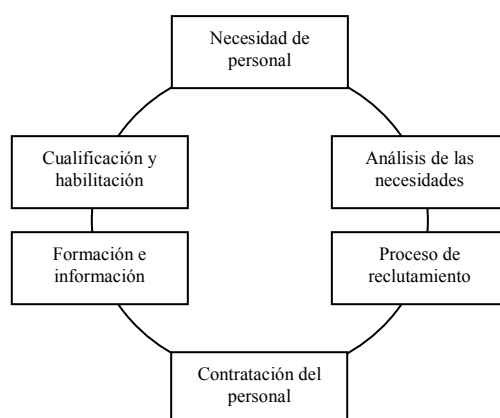 Necesidad de
personal
Cualificación y
habilitación
Análisis de las
necesidades
Formación e
información
Proceso de
reclutamiento
Contratación del
personal